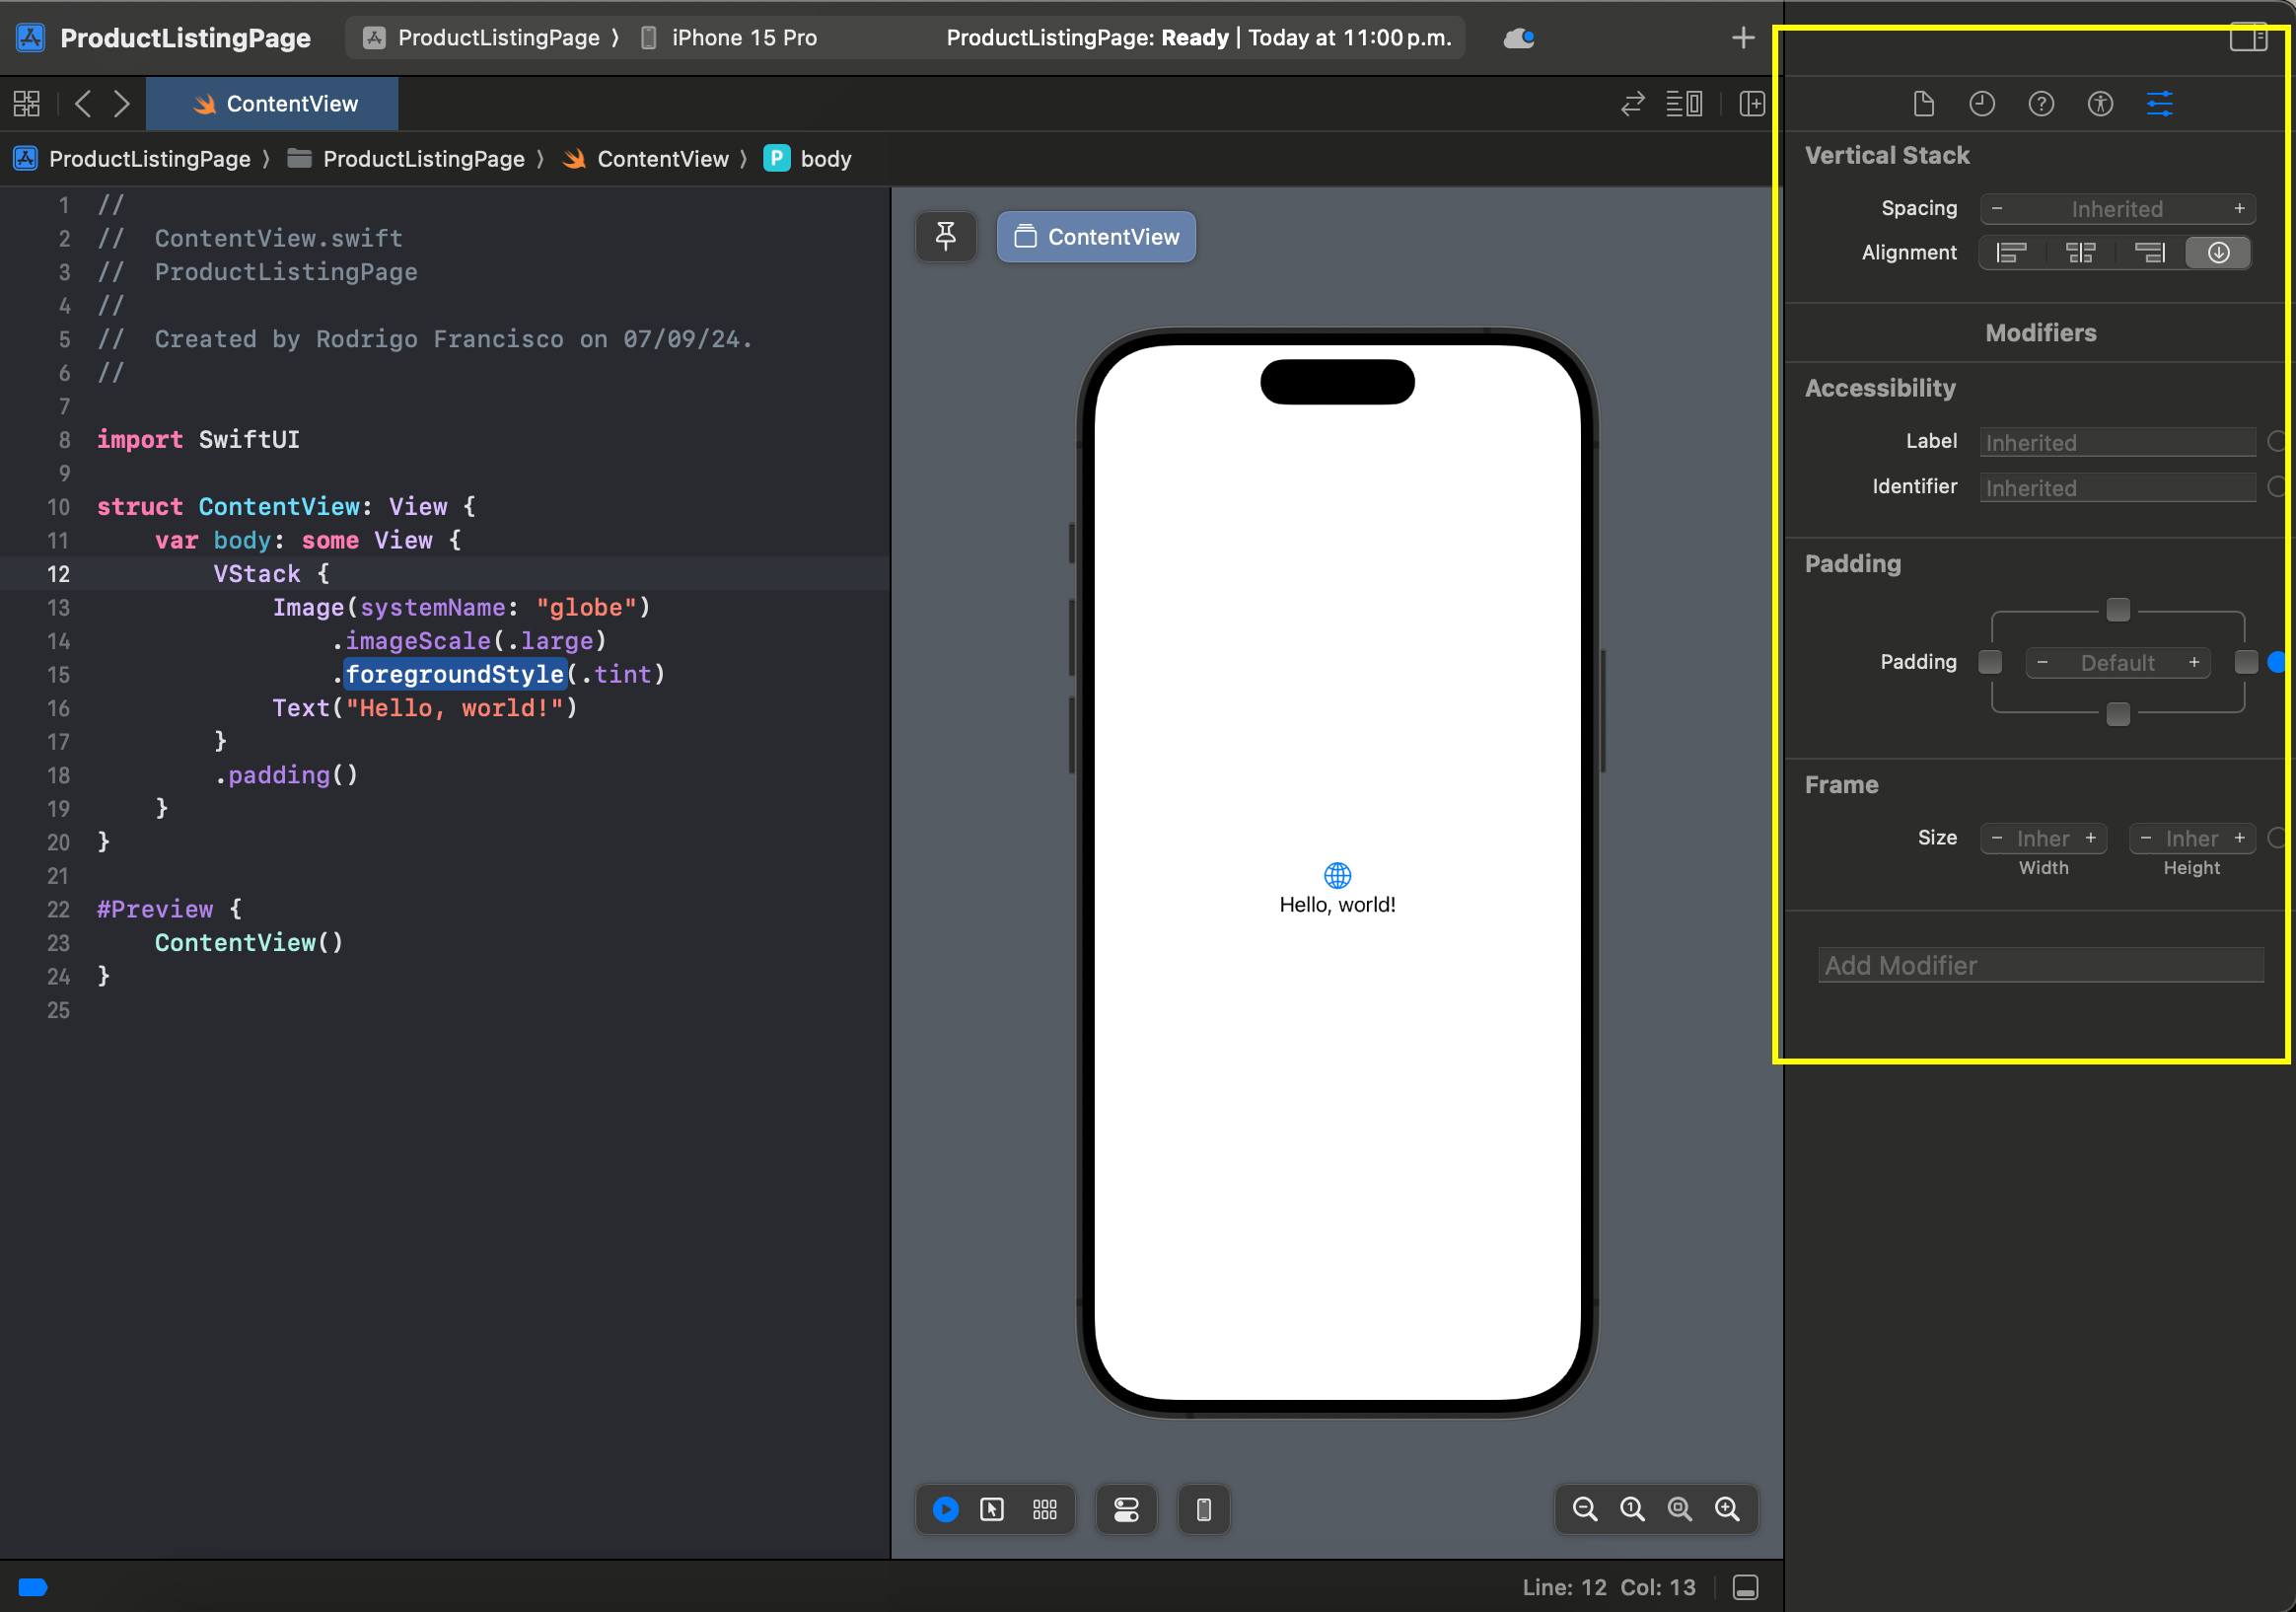 ProductListingPage
ProductListingPage 〉 iPhone 15 Pro
ProductListingPage: Ready | Today at 11:00 p.m.
ContentView
ProductListingPage 〉 ProductListingPage 〉 ContentView 〉 P body
1 //
2 //  ContentView.swift
3 //  ProductListingPage
4 //
5 //  Created by Rodrigo Francisco on 07/09/24.
6 //
7
8 import SwiftUI
9
10 struct ContentView: View {
11     var body: some View {
12         VStack {
13             Image(systemName: "globe")
14                 .imageScale(.large)
15                 .foregroundStyle(.tint)
16             Text("Hello, world!")
17         }
18         .padding()
19     }
20 }
21
22 #Preview {
23     ContentView()
24 }
25
ContentView
Hello, world!
Vertical Stack
Spacing − Inherited +
Alignment
Modifiers
Accessibility
Label Inherited
Identifier Inherited
Padding
Padding − Default +
Frame
Size − Inher + − Inher +
Width Height
Add Modifier
Line: 12 Col: 13